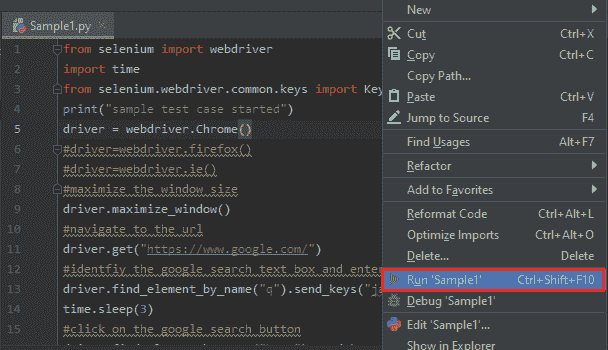 Sample1.py
1 from selenium import webdriver
2 import time
3 from selenium.webdriver.common.keys import Key
4 print("sample test case started")
5 driver = webdriver.Chrome()
6 #driver=webdriver.firefox()
7 #driver=webdriver.ie()
8 #maximize the window size
9 driver.maximize_window()
10 #navigate to the url
11 driver.get("https://www.google.com/")
12 #identfiy the google search text box and enter
13 driver.find_element_by_name("q").send_keys("ja
14 time.sleep(3)
15 #click on the google search button
New
Cut Ctrl+X
Copy Ctrl+C
Copy Path...
Paste Ctrl+V
Jump to Source F4
Find Usages Alt+F7
Refactor
Add to Favorites
Reformat Code Ctrl+Alt+L
Optimize Imports Ctrl+Alt+O
Delete... Delete
Run 'Sample1' Ctrl+Shift+F10
Debug 'Sample1'
Edit 'Sample1'...
Show in Explorer